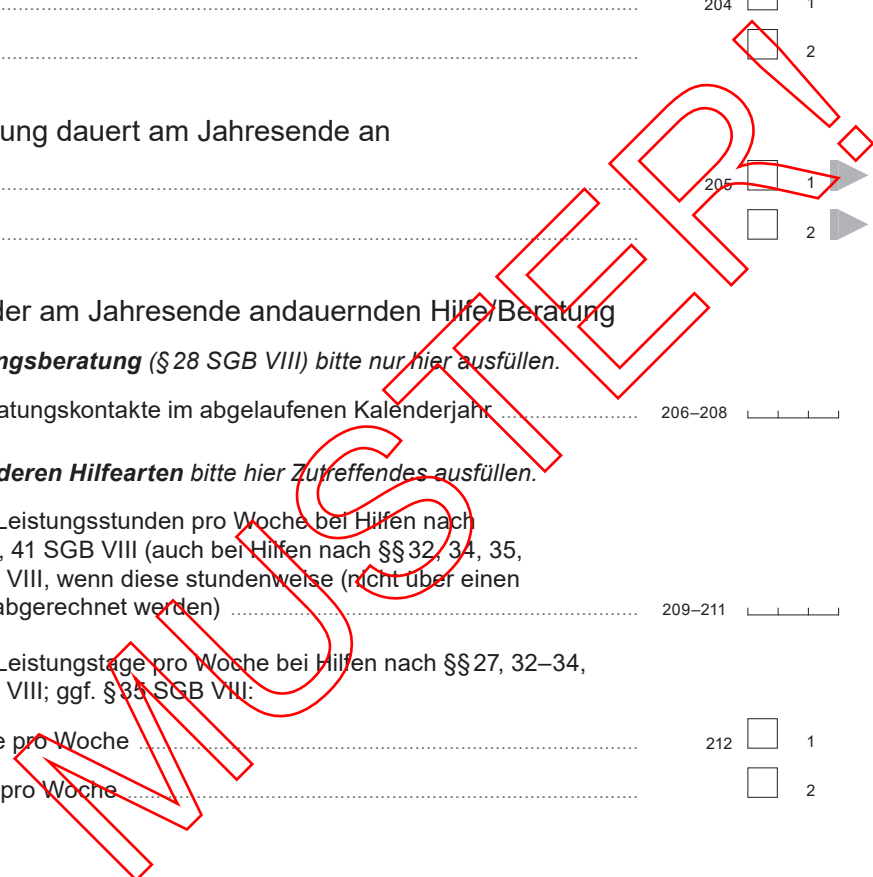 204 1
2
ung dauert am Jahresende an
205 1
2
der am Jahresende andauernden Hilfe/Beratung
ngsberatung (§ 28 SGB VIII) bitte nur hier ausfüllen.
atungskontakte im abgelaufenen Kalenderjahr 206–208
deren Hilfearten bitte hier Zutreffendes ausfüllen.
Leistungsstunden pro Woche bei Hilfen nach
, 41 SGB VIII (auch bei Hilfen nach §§ 32, 34, 35,
VIII, wenn diese stundenweise (nicht über einen
abgerechnet werden) 209–211
Leistungstage pro Woche bei Hilfen nach §§ 27, 32–34,
VIII; ggf. § 35 SGB VIII:
e pro Woche 212 1
pro Woche 2
MUSTER!